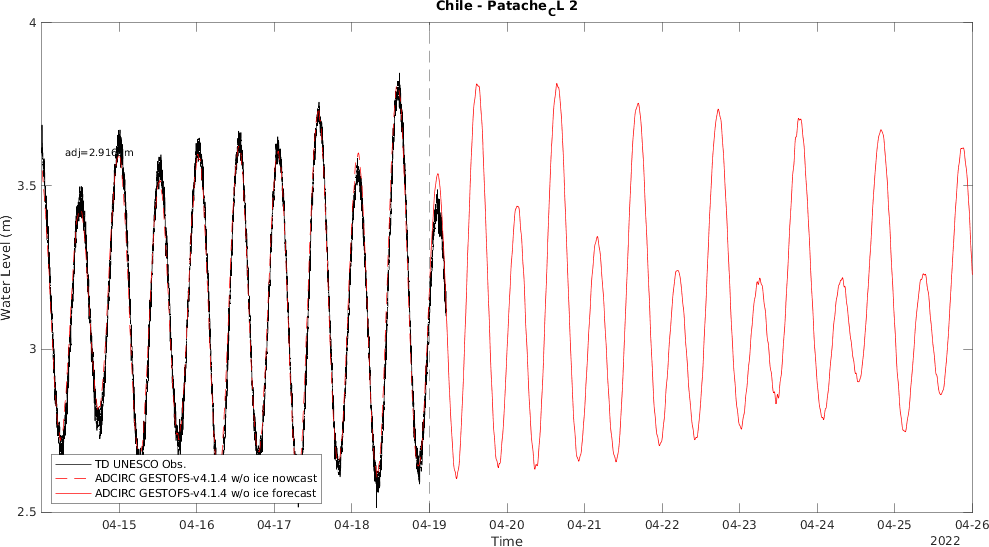 Chile - Patache_CL 2
adj=2.916 m
Water Level (m)
4
3.5
3
2.5
TD UNESCO Obs.
ADCIRC GESTOFS-v4.1.4 w/o ice nowcast
ADCIRC GESTOFS-v4.1.4 w/o ice forecast
04-15 04-16 04-17 04-18 04-19 04-20 04-21 04-22 04-23 04-24 04-25 04-26
Time
2022